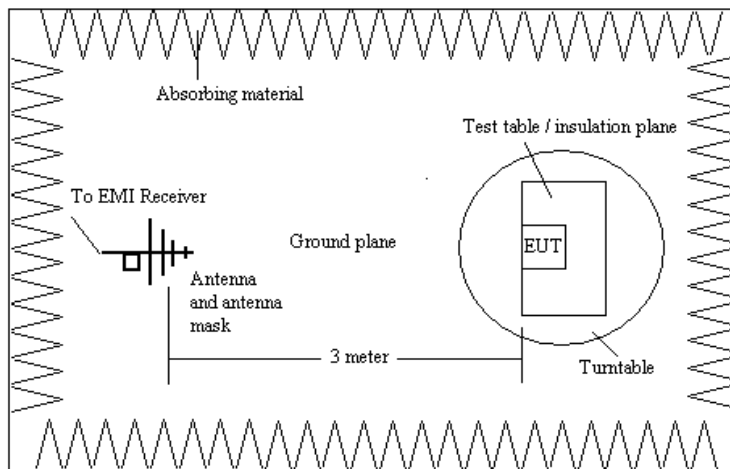 Absorbing material
Test table / insulation plane
To EMI Receiver
Ground plane
EUT
Antenna
and antenna
mask
3 meter
Turntable